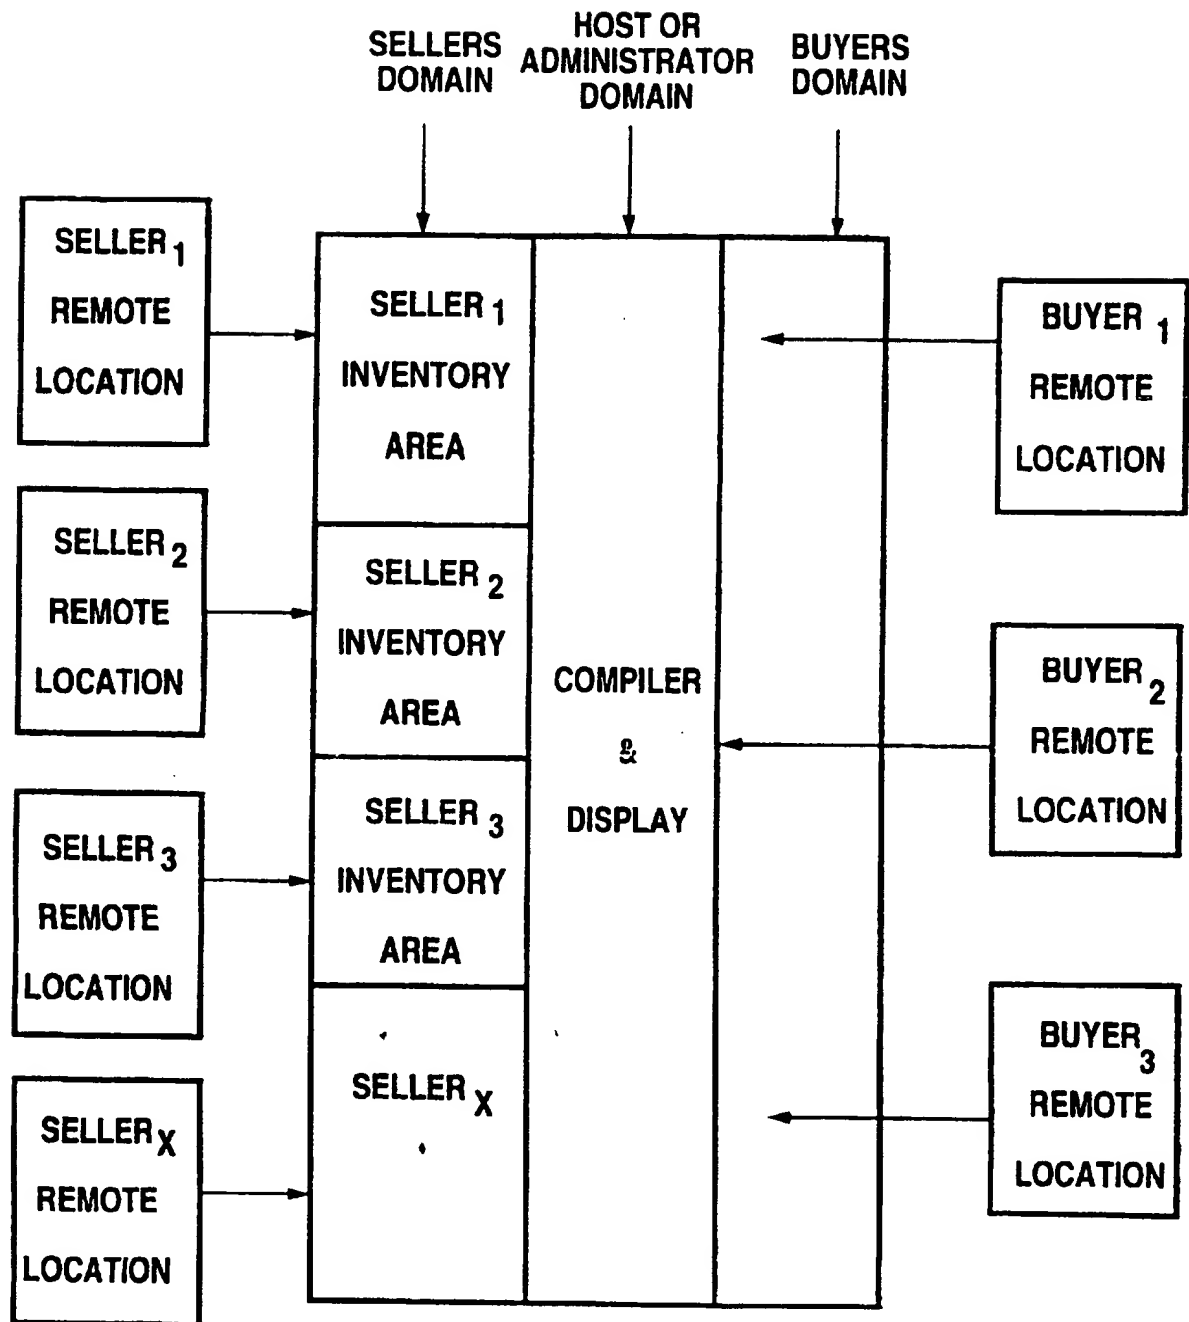 SELLERS
DOMAIN
HOST OR
ADMINISTRATOR
DOMAIN
BUYERS
DOMAIN
SELLER 1
REMOTE
LOCATION
SELLER 2
REMOTE
LOCATION
SELLER 3
REMOTE
LOCATION
SELLER X
REMOTE
LOCATION
SELLER 1
INVENTORY
AREA
SELLER 2
INVENTORY
AREA
SELLER 3
INVENTORY
AREA
SELLER X
COMPILER
&
DISPLAY
BUYER 1
REMOTE
LOCATION
BUYER 2
REMOTE
LOCATION
BUYER 3
REMOTE
LOCATION